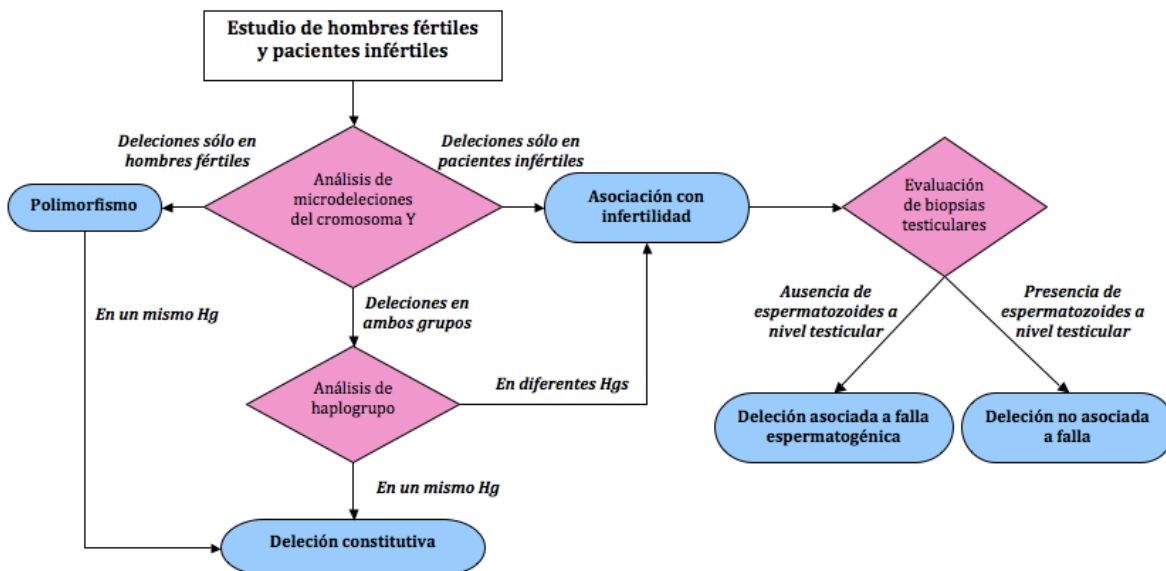 Estudio de hombres fértiles
y pacientes infértiles
Deleciones sólo en
hombres fértiles
Deleciones sólo en
pacientes infértiles
Polimorfismo
Análisis de
microdeleciones
del cromosoma Y
Asociación con
infertilidad
Evaluación
de biopsias
testiculares
En un mismo Hg
Deleciones en
ambos grupos
Ausencia de
espermatozoides a
nivel testicular
Presencia de
espermatozoides a
nivel testicular
Análisis de
haplogrupo
En diferentes Hgs
Deleción asociada a falla
espermatogénica
Deleción no asociada
a falla
En un mismo Hg
Deleción constitutiva